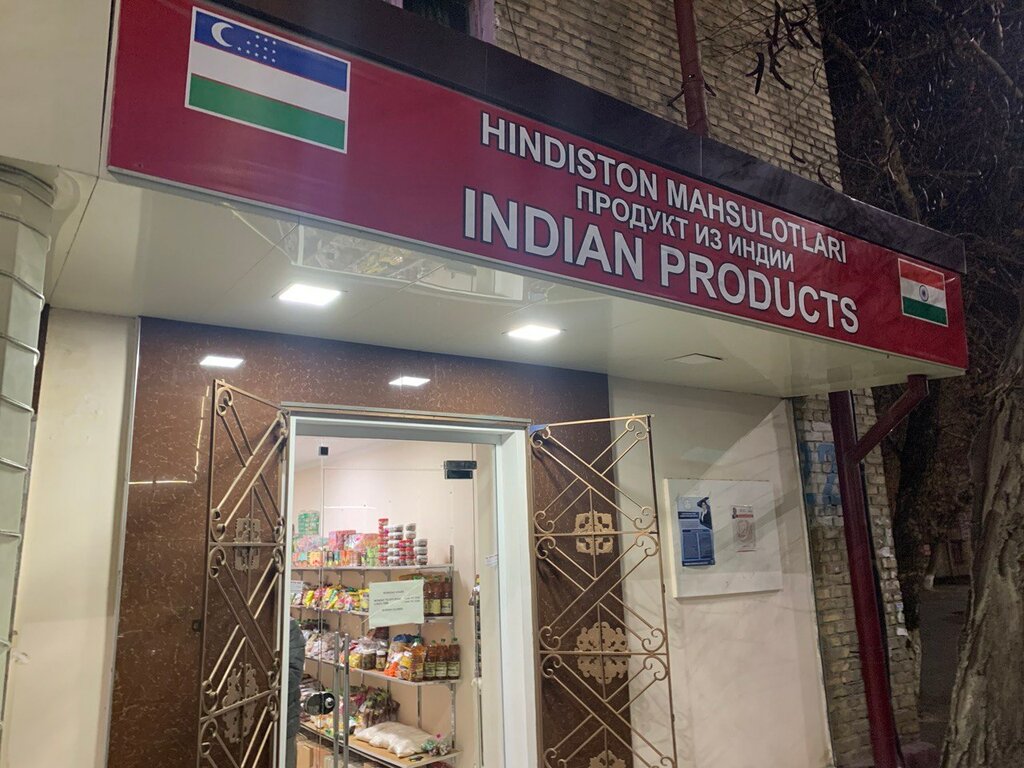 HINDISTON MAHSULOTLARI
ПРОДУКТ ИЗ ИНДИИ
INDIAN PRODUCTS